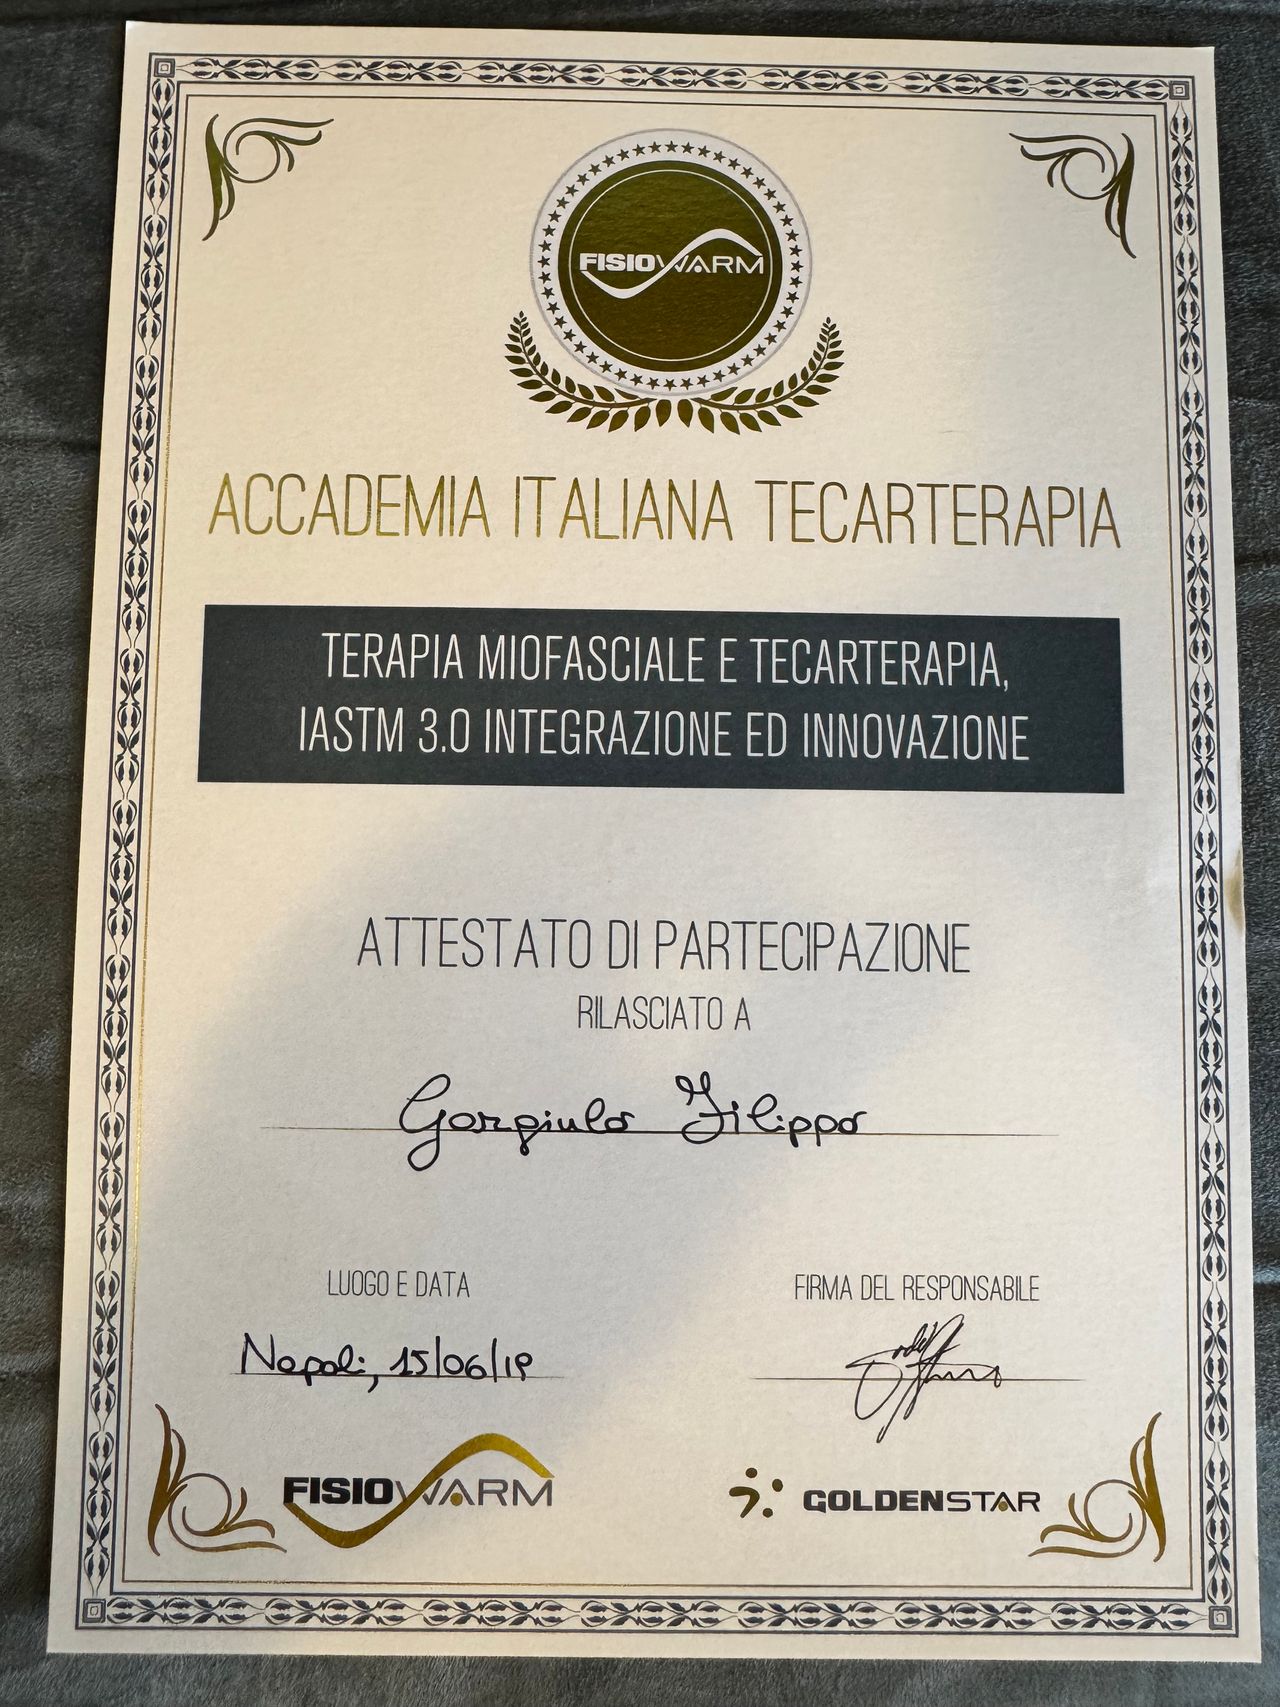 FISIOWARM
ACCADEMIA ITALIANA TECARTERAPIA
TERAPIA MIOFASCIALE E TECARTERAPIA,
IASTM 3.0 INTEGRAZIONE ED INNOVAZIONE
ATTESTATO DI PARTECIPAZIONE
RILASCIATO A
Gargiulo Filippo
LUOGO E DATA
FIRMA DEL RESPONSABILE
Napoli, 15/06/19
FISIOWARM
GOLDENSTAR